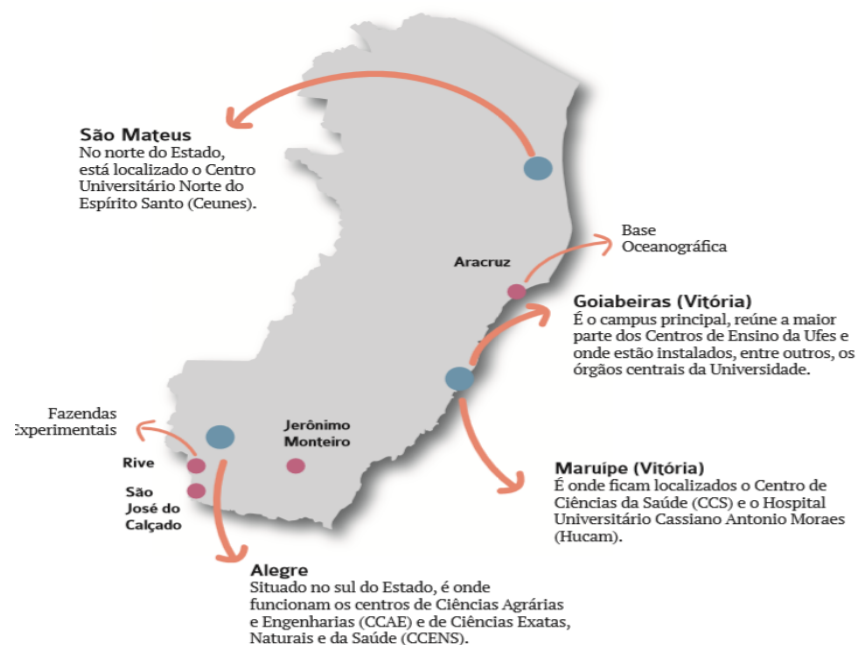 São Mateus
No norte do Estado,
está localizado o Centro
Universitário Norte do
Espírito Santo (Ceunes).
Base
Oceanográfica
Aracruz
Goiabeiras (Vitória)
É o campus principal, reúne a maior
parte dos Centros de Ensino da Ufes e
onde estão instalados, entre outros, os
órgãos centrais da Universidade.
Fazendas
Experimentais
Jerônimo
Monteiro
Rive
São
José do
Calçado
Maruípe (Vitória)
É onde ficam localizados o Centro de
Ciências da Saúde (CCS) e o Hospital
Universitário Cassiano Antonio Moraes
(Hucam).
Alegre
Situado no sul do Estado, é onde
funcionam os centros de Ciências Agrárias
e Engenharias (CCAE) e de Ciências Exatas,
Naturais e da Saúde (CCENS).